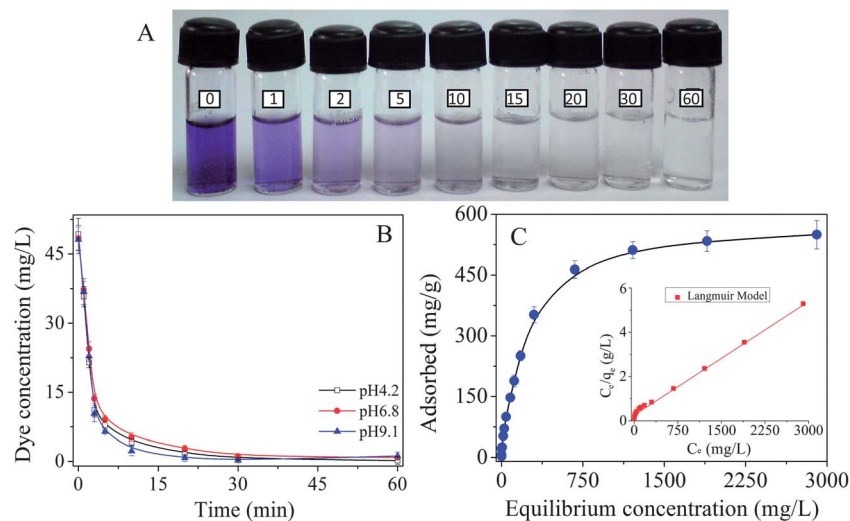 A
0 1 2 5 10 15 20 30 60
B
Dye concentration (mg/L)
45
30
15
0
pH4.2
pH6.8
pH9.1
0 15 30 45 60
Time (min)
C
Adsorbed (mg/g)
600
450
300
150
0
Langmuir Model
Cₑ/qₑ (g/L)
6
4
2
0
0 750 1500 2250 3000
Cₑ (mg/L)
0 750 1500 2250 3000
Equilibrium concentration (mg/L)